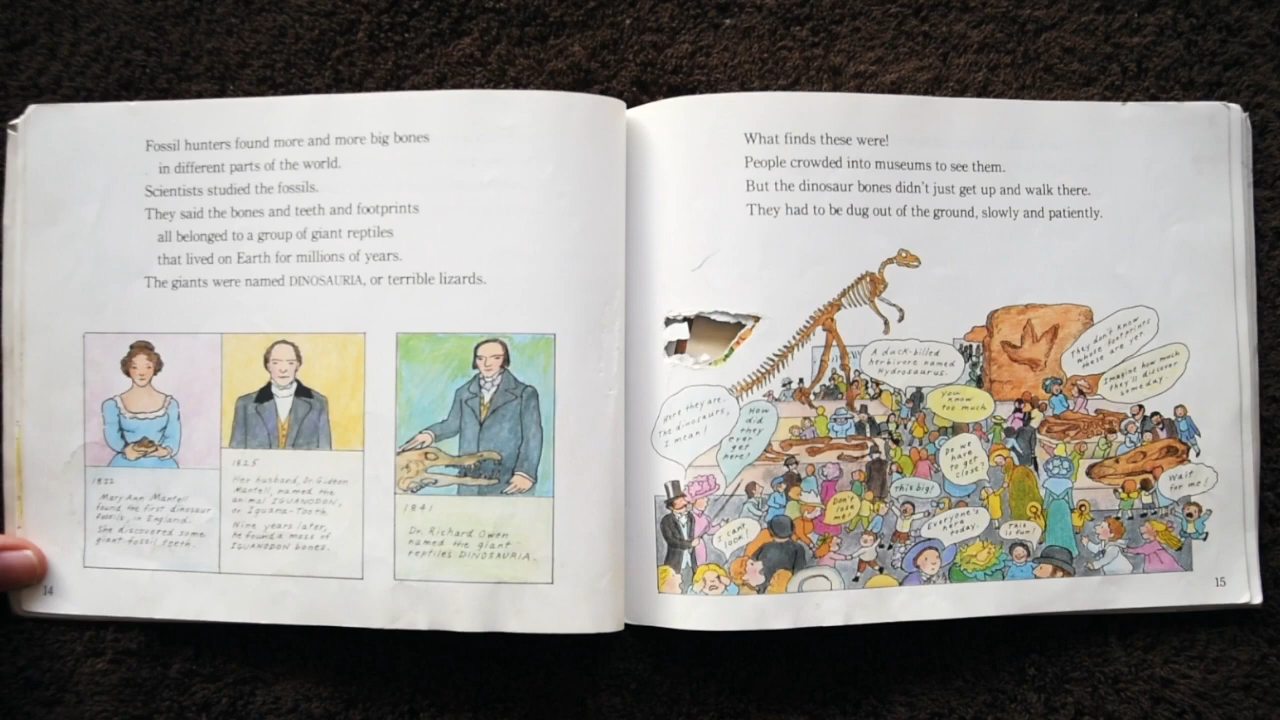 Fossil hunters found more and more big bones
in different parts of the world.
Scientists studied the fossils.
They said the bones and teeth and footprints
all belonged to a group of giant reptiles
that lived on Earth for millions of years.
The giants were named DINOSAURIA, or terrible lizards.
1822
Mary Ann Mantell
found the first dinosaur
fossils, in England.
She discovered some
giant fossil teeth.
1825
Her husband, Dr. Gideon
Mantell, named the
animal IGUANODON,
or Iguana-Tooth.
Nine years later,
he found a mass of
IGUANODON bones.
1841
Dr. Richard Owen
named the giant
reptiles DINOSAURIA.
14
What finds these were!
People crowded into museums to see them.
But the dinosaur bones didn't just get up and walk there.
They had to be dug out of the ground, slowly and patiently.
Here they are.
The dinosaurs,
I mean!
How
did
they
ever
get
here?
A duck-billed
herbivore named
Hydrosaurus.
You
know
too much.
They don't know
whose footprints
these are yet.
Imagine how much
they'll discover
someday.
Do we
have
to get
close?
This big!
Don't
lose
Wait
for me!
I can't
look!
Everyone's
here
today.
This
is fun!
15